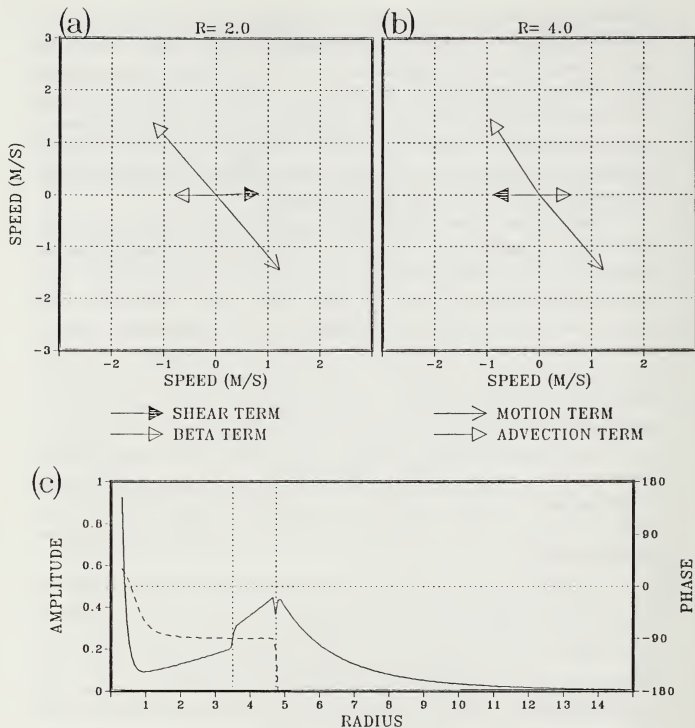 (a) R= 2.0
(b) R= 4.0
SPEED (M/S)
3
2
1
0
-1
-2
-3
-2 -1 0 1 2
-2 -1 0 1 2
SPEED (M/S)
SPEED (M/S)
SHEAR TERM
MOTION TERM
BETA TERM
ADVECTION TERM
(c)
AMPLITUDE
1
0.8
0.6
0.4
0.2
0
180
90
0
-90
-180
PHASE
1 2 3 4 5 6 7 8 9 10 11 12 13 14
RADIUS